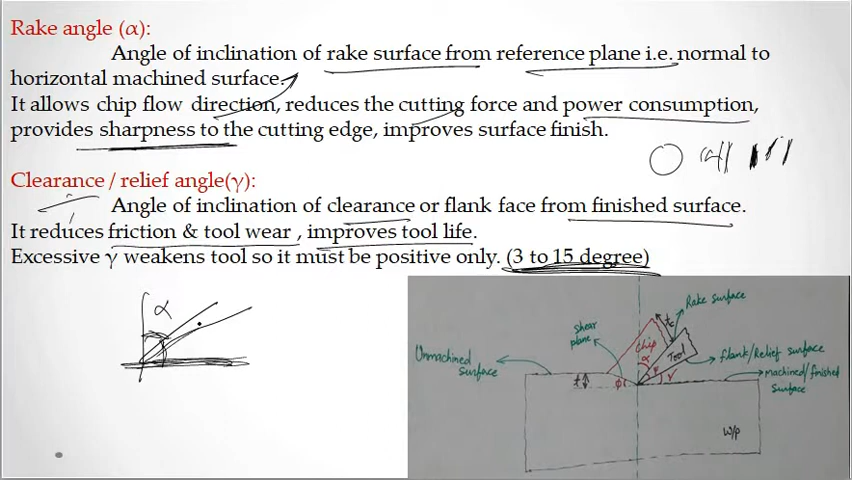 Rake angle (α):
Angle of inclination of rake surface from reference plane i.e. normal to
horizontal machined surface.
It allows chip flow direction, reduces the cutting force and power consumption,
provides sharpness to the cutting edge, improves surface finish.
Clearance / relief angle(γ):
Angle of inclination of clearance or flank face from finished surface.
It reduces friction & tool wear , improves tool life.
Excessive γ weakens tool so it must be positive only. (3 to 15 degree)
α
Rake surface
tc
shear
plane
Chip
Unmachined
surface
α
Tool
flank/Relief surface
machined/finished
surface
t
φ
γ
W/P